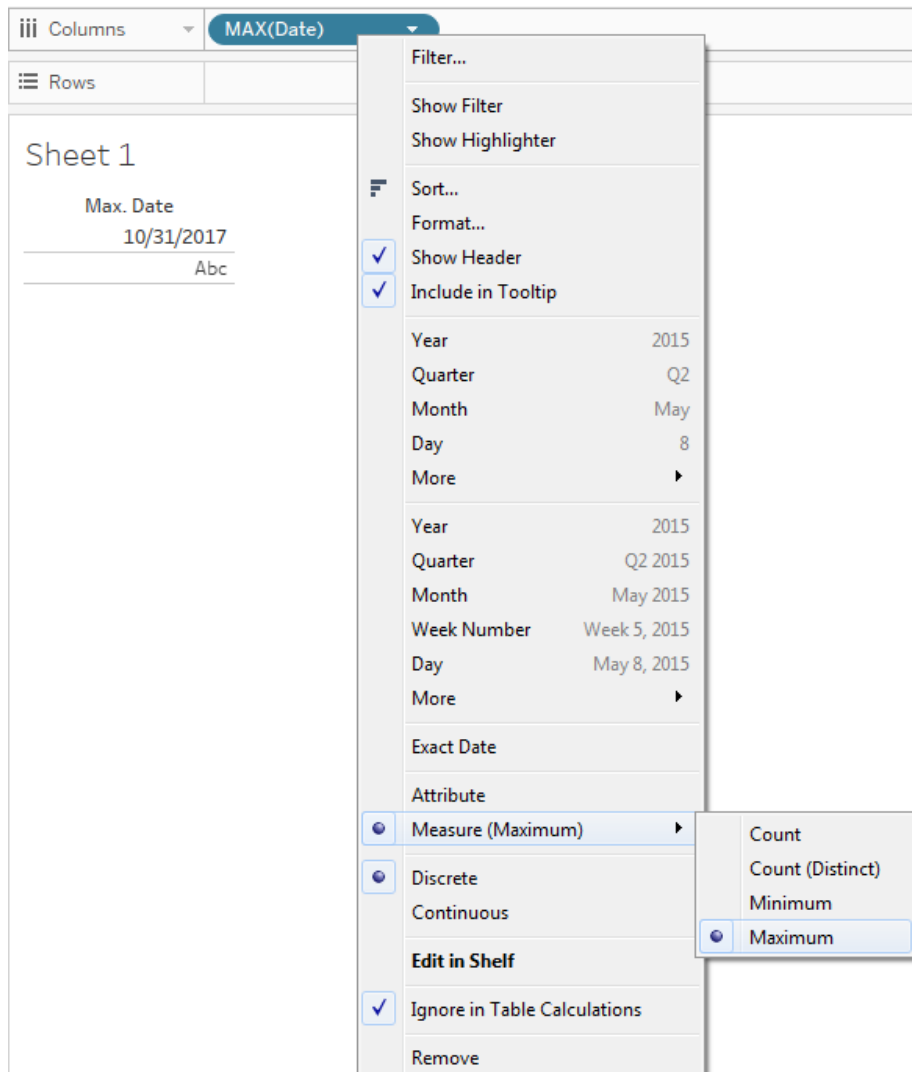 Columns
MAX(Date)
Rows
Sheet 1
Max. Date
10/31/2017
Abc
Filter...
Show Filter
Show Highlighter
Sort...
Format...
Show Header
Include in Tooltip
Year 2015
Quarter Q2
Month May
Day 8
More
Year 2015
Quarter Q2 2015
Month May 2015
Week Number Week 5, 2015
Day May 8, 2015
More
Exact Date
Attribute
Measure (Maximum)
Discrete
Continuous
Edit in Shelf
Ignore in Table Calculations
Remove
Count
Count (Distinct)
Minimum
Maximum